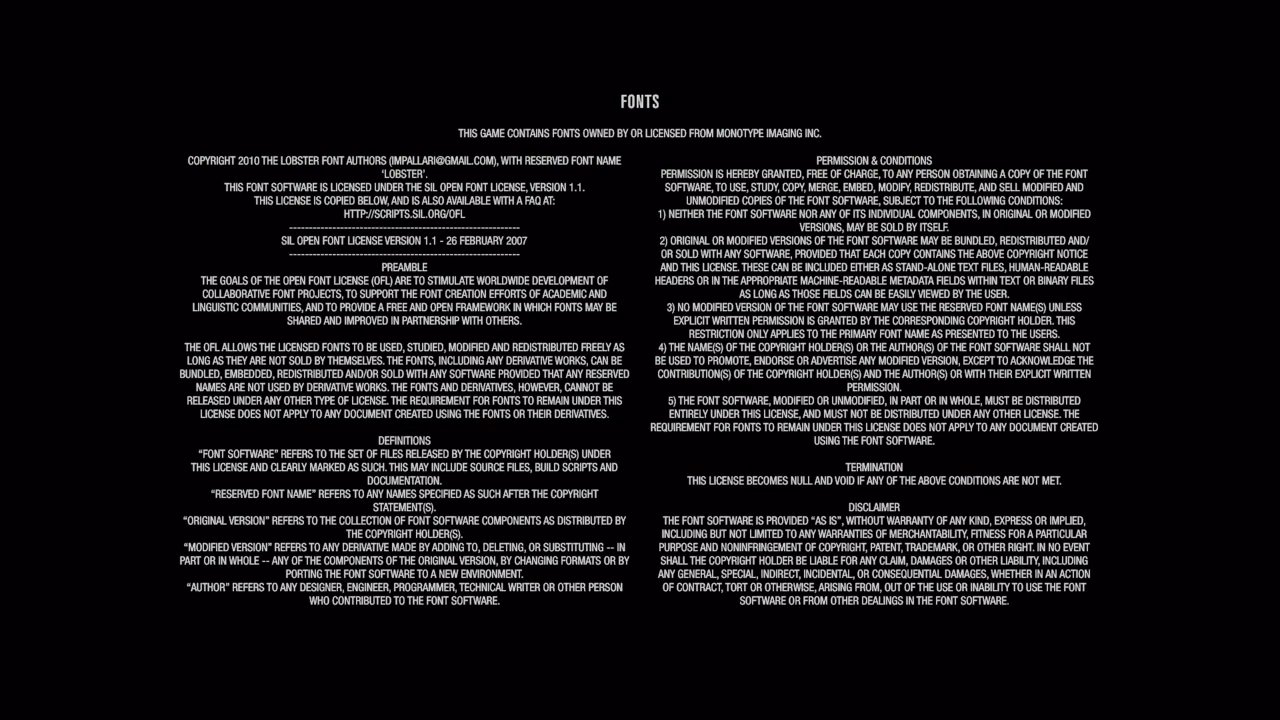 FONTS
THIS GAME CONTAINS FONTS OWNED BY OR LICENSED FROM MONOTYPE IMAGING INC.
COPYRIGHT 2010 THE LOBSTER FONT AUTHORS (IMPALLARI@GMAIL.COM), WITH RESERVED FONT NAME
‘LOBSTER’.
THIS FONT SOFTWARE IS LICENSED UNDER THE SIL OPEN FONT LICENSE, VERSION 1.1.
THIS LICENSE IS COPIED BELOW, AND IS ALSO AVAILABLE WITH A FAQ AT:
HTTP://SCRIPTS.SIL.ORG/OFL
-----------------------------------------------------------
SIL OPEN FONT LICENSE VERSION 1.1 - 26 FEBRUARY 2007
-----------------------------------------------------------
PREAMBLE
THE GOALS OF THE OPEN FONT LICENSE (OFL) ARE TO STIMULATE WORLDWIDE DEVELOPMENT OF
COLLABORATIVE FONT PROJECTS, TO SUPPORT THE FONT CREATION EFFORTS OF ACADEMIC AND
LINGUISTIC COMMUNITIES, AND TO PROVIDE A FREE AND OPEN FRAMEWORK IN WHICH FONTS MAY BE
SHARED AND IMPROVED IN PARTNERSHIP WITH OTHERS.
THE OFL ALLOWS THE LICENSED FONTS TO BE USED, STUDIED, MODIFIED AND REDISTRIBUTED FREELY AS
LONG AS THEY ARE NOT SOLD BY THEMSELVES. THE FONTS, INCLUDING ANY DERIVATIVE WORKS, CAN BE
BUNDLED, EMBEDDED, REDISTRIBUTED AND/OR SOLD WITH ANY SOFTWARE PROVIDED THAT ANY RESERVED
NAMES ARE NOT USED BY DERIVATIVE WORKS. THE FONTS AND DERIVATIVES, HOWEVER, CANNOT BE
RELEASED UNDER ANY OTHER TYPE OF LICENSE. THE REQUIREMENT FOR FONTS TO REMAIN UNDER THIS
LICENSE DOES NOT APPLY TO ANY DOCUMENT CREATED USING THE FONTS OR THEIR DERIVATIVES.
DEFINITIONS
“FONT SOFTWARE” REFERS TO THE SET OF FILES RELEASED BY THE COPYRIGHT HOLDER(S) UNDER
THIS LICENSE AND CLEARLY MARKED AS SUCH. THIS MAY INCLUDE SOURCE FILES, BUILD SCRIPTS AND
DOCUMENTATION.
“RESERVED FONT NAME” REFERS TO ANY NAMES SPECIFIED AS SUCH AFTER THE COPYRIGHT
STATEMENT(S).
“ORIGINAL VERSION” REFERS TO THE COLLECTION OF FONT SOFTWARE COMPONENTS AS DISTRIBUTED BY
THE COPYRIGHT HOLDER(S).
“MODIFIED VERSION” REFERS TO ANY DERIVATIVE MADE BY ADDING TO, DELETING, OR SUBSTITUTING -- IN
PART OR IN WHOLE -- ANY OF THE COMPONENTS OF THE ORIGINAL VERSION, BY CHANGING FORMATS OR BY
PORTING THE FONT SOFTWARE TO A NEW ENVIRONMENT.
“AUTHOR” REFERS TO ANY DESIGNER, ENGINEER, PROGRAMMER, TECHNICAL WRITER OR OTHER PERSON
WHO CONTRIBUTED TO THE FONT SOFTWARE.
PERMISSION & CONDITIONS
PERMISSION IS HEREBY GRANTED, FREE OF CHARGE, TO ANY PERSON OBTAINING A COPY OF THE FONT
SOFTWARE, TO USE, STUDY, COPY, MERGE, EMBED, MODIFY, REDISTRIBUTE, AND SELL MODIFIED AND
UNMODIFIED COPIES OF THE FONT SOFTWARE, SUBJECT TO THE FOLLOWING CONDITIONS:
1) NEITHER THE FONT SOFTWARE NOR ANY OF ITS INDIVIDUAL COMPONENTS, IN ORIGINAL OR MODIFIED
VERSIONS, MAY BE SOLD BY ITSELF.
2) ORIGINAL OR MODIFIED VERSIONS OF THE FONT SOFTWARE MAY BE BUNDLED, REDISTRIBUTED AND/
OR SOLD WITH ANY SOFTWARE, PROVIDED THAT EACH COPY CONTAINS THE ABOVE COPYRIGHT NOTICE
AND THIS LICENSE. THESE CAN BE INCLUDED EITHER AS STAND-ALONE TEXT FILES, HUMAN-READABLE
HEADERS OR IN THE APPROPRIATE MACHINE-READABLE METADATA FIELDS WITHIN TEXT OR BINARY FILES
AS LONG AS THOSE FIELDS CAN BE EASILY VIEWED BY THE USER.
3) NO MODIFIED VERSION OF THE FONT SOFTWARE MAY USE THE RESERVED FONT NAME(S) UNLESS
EXPLICIT WRITTEN PERMISSION IS GRANTED BY THE CORRESPONDING COPYRIGHT HOLDER. THIS
RESTRICTION ONLY APPLIES TO THE PRIMARY FONT NAME AS PRESENTED TO THE USERS.
4) THE NAME(S) OF THE COPYRIGHT HOLDER(S) OR THE AUTHOR(S) OF THE FONT SOFTWARE SHALL NOT
BE USED TO PROMOTE, ENDORSE OR ADVERTISE ANY MODIFIED VERSION, EXCEPT TO ACKNOWLEDGE THE
CONTRIBUTION(S) OF THE COPYRIGHT HOLDER(S) AND THE AUTHOR(S) OR WITH THEIR EXPLICIT WRITTEN
PERMISSION.
5) THE FONT SOFTWARE, MODIFIED OR UNMODIFIED, IN PART OR IN WHOLE, MUST BE DISTRIBUTED
ENTIRELY UNDER THIS LICENSE, AND MUST NOT BE DISTRIBUTED UNDER ANY OTHER LICENSE. THE
REQUIREMENT FOR FONTS TO REMAIN UNDER THIS LICENSE DOES NOT APPLY TO ANY DOCUMENT CREATED
USING THE FONT SOFTWARE.
TERMINATION
THIS LICENSE BECOMES NULL AND VOID IF ANY OF THE ABOVE CONDITIONS ARE NOT MET.
DISCLAIMER
THE FONT SOFTWARE IS PROVIDED “AS IS”, WITHOUT WARRANTY OF ANY KIND, EXPRESS OR IMPLIED,
INCLUDING BUT NOT LIMITED TO ANY WARRANTIES OF MERCHANTABILITY, FITNESS FOR A PARTICULAR
PURPOSE AND NONINFRINGEMENT OF COPYRIGHT, PATENT, TRADEMARK, OR OTHER RIGHT. IN NO EVENT
SHALL THE COPYRIGHT HOLDER BE LIABLE FOR ANY CLAIM, DAMAGES OR OTHER LIABILITY, INCLUDING
ANY GENERAL, SPECIAL, INDIRECT, INCIDENTAL, OR CONSEQUENTIAL DAMAGES, WHETHER IN AN ACTION
OF CONTRACT, TORT OR OTHERWISE, ARISING FROM, OUT OF THE USE OR INABILITY TO USE THE FONT
SOFTWARE OR FROM OTHER DEALINGS IN THE FONT SOFTWARE.